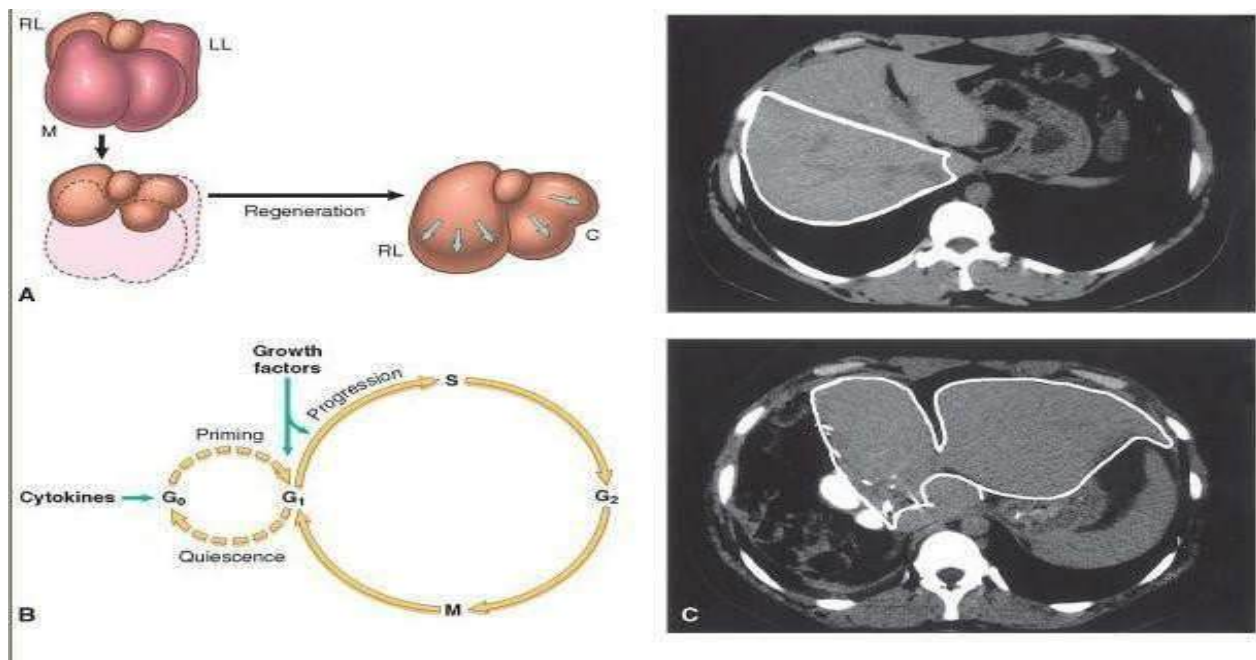 RL
LL
M
Regeneration
RL
C
A
Growth
factors
Progression
S
Priming
Cytokines
G₀
G₁
G₂
Quiescence
M
B
C